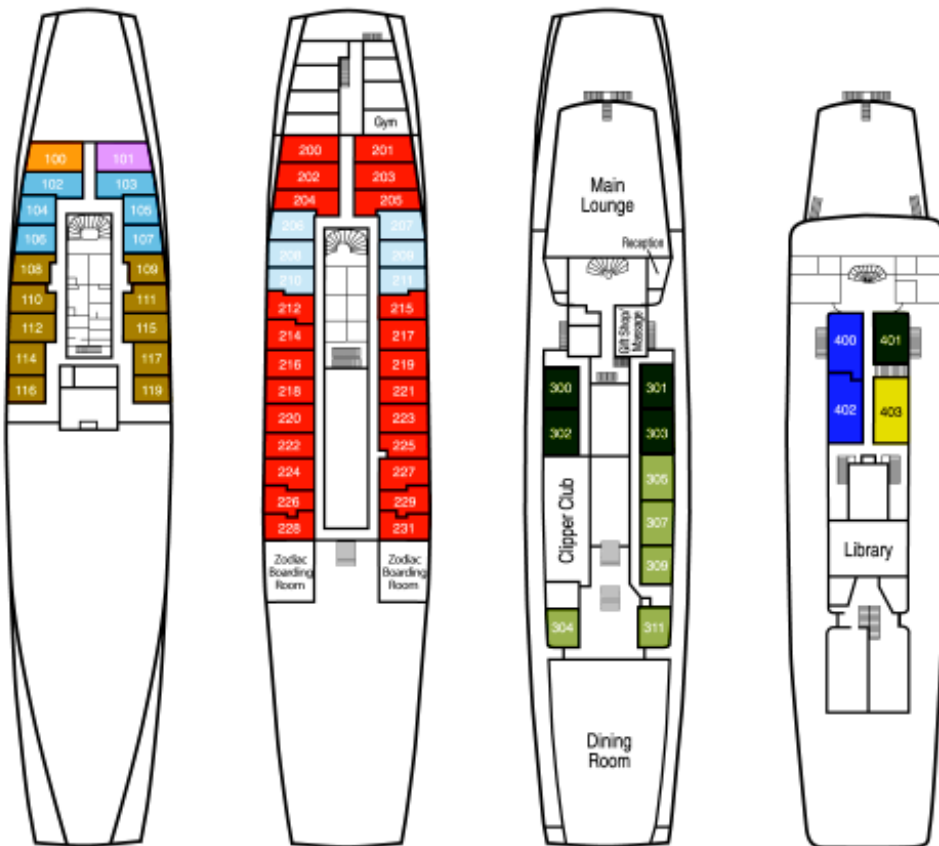 100 101
102 103
104 105
106 107
108 109
110 111
112 115
114 117
116 119
Gym
200 201
202 203
204 205
206 207
208 209
210 211
212 215
214 217
216 219
218 221
220 223
222 225
224 227
226 229
228 231
Zodiac
Boarding
Room
Zodiac
Boarding
Room
Main
Lounge
Reception
Gift Shop/
Massage
300 301
302 303
305
Clipper Club
307
309
304 311
Dining
Room
400 401
402 403
Library